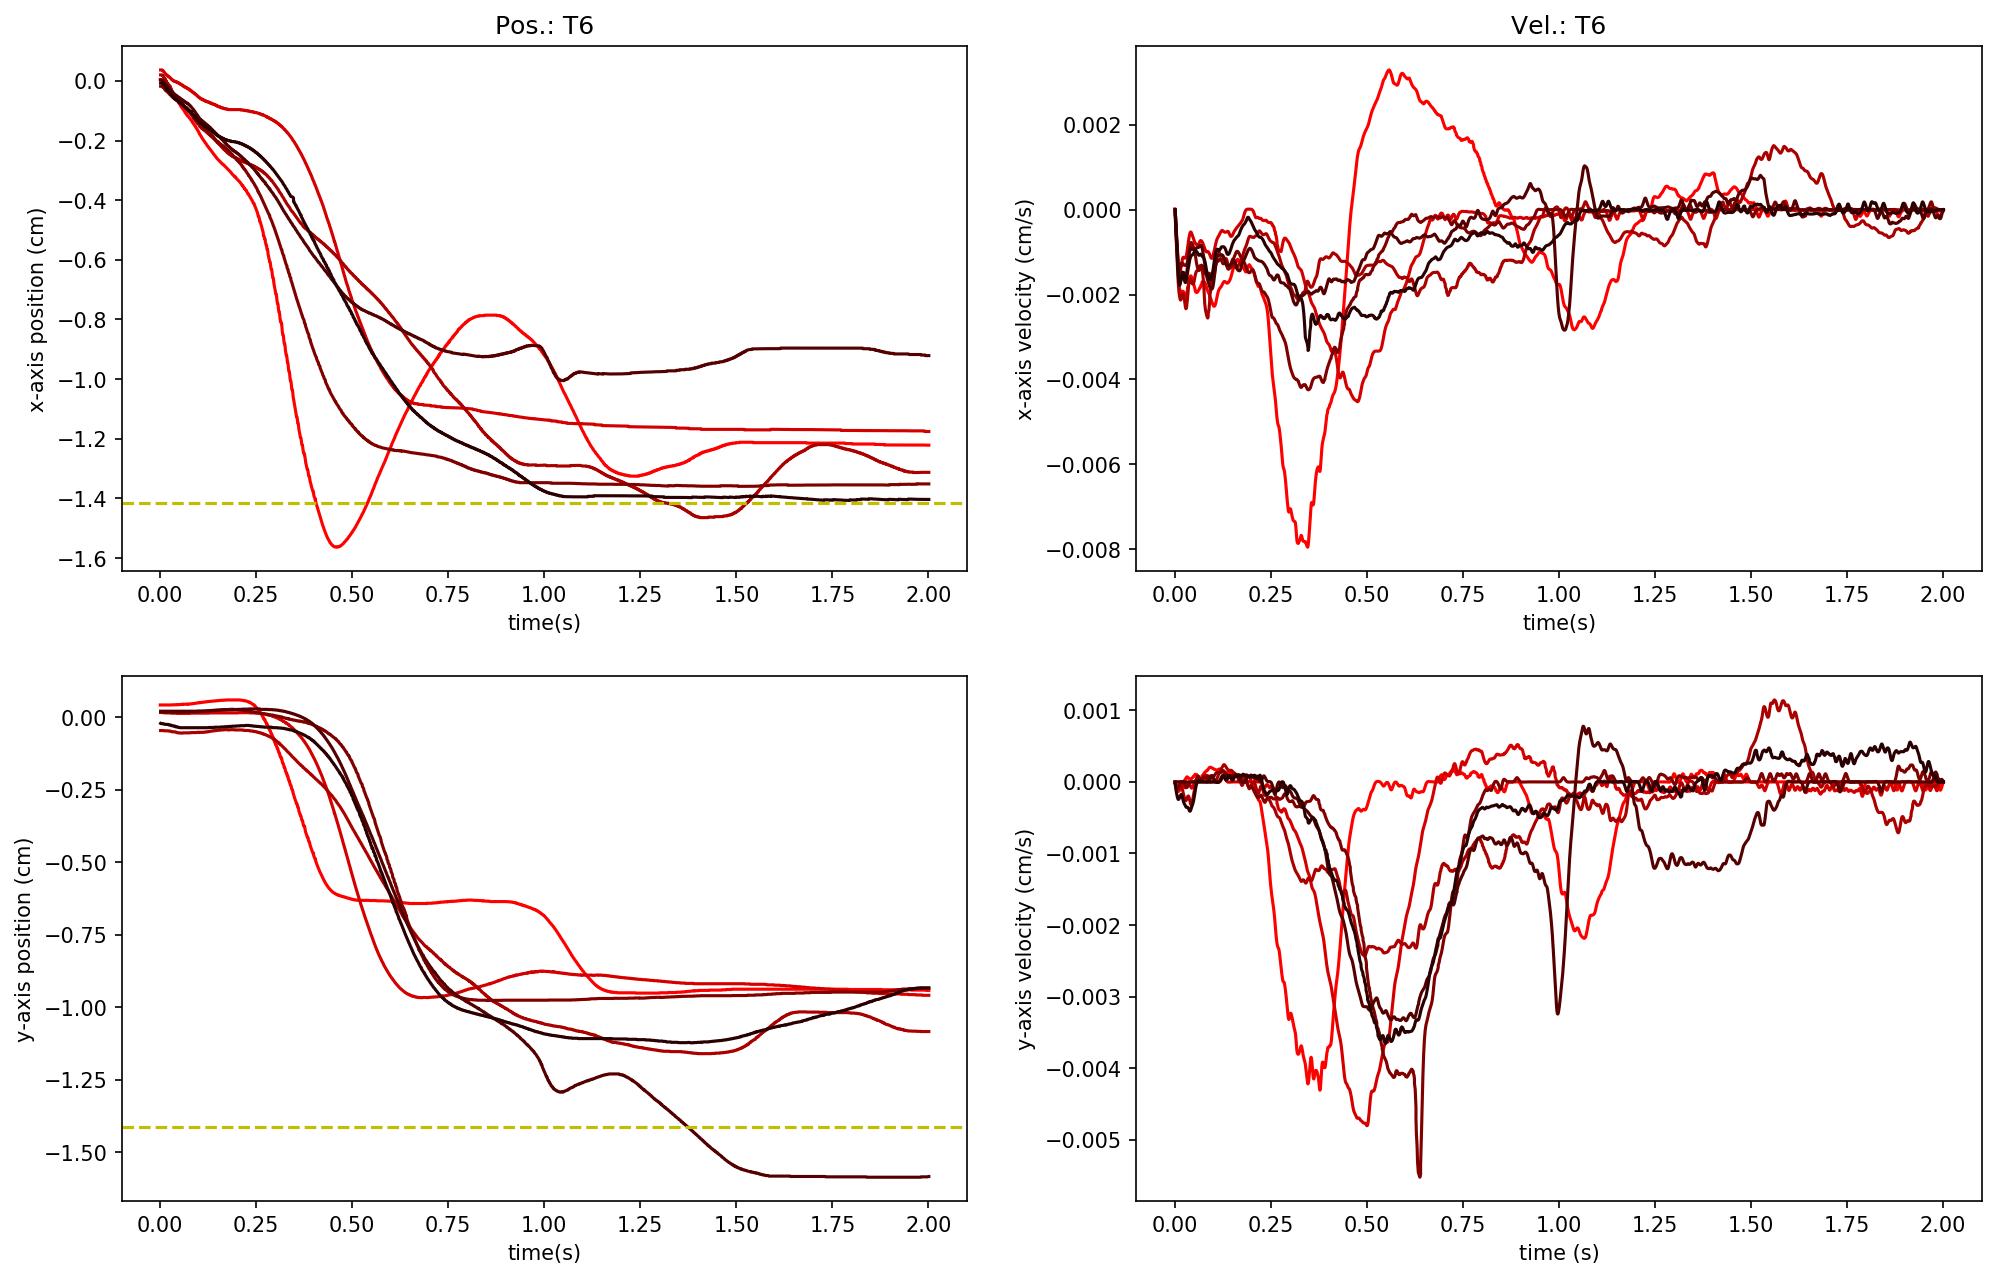 Pos.: T6
x-axis position (cm)
0.0
−0.2
−0.4
−0.6
−0.8
−1.0
−1.2
−1.4
−1.6
0.00 0.25 0.50 0.75 1.00 1.25 1.50 1.75 2.00
time(s)
Vel.: T6
x-axis velocity (cm/s)
0.002
0.000
−0.002
−0.004
−0.006
−0.008
0.00 0.25 0.50 0.75 1.00 1.25 1.50 1.75 2.00
time(s)
y-axis position (cm)
0.00
−0.25
−0.50
−0.75
−1.00
−1.25
−1.50
0.00 0.25 0.50 0.75 1.00 1.25 1.50 1.75 2.00
time(s)
y-axis velocity (cm/s)
0.001
0.000
−0.001
−0.002
−0.003
−0.004
−0.005
0.00 0.25 0.50 0.75 1.00 1.25 1.50 1.75 2.00
time (s)